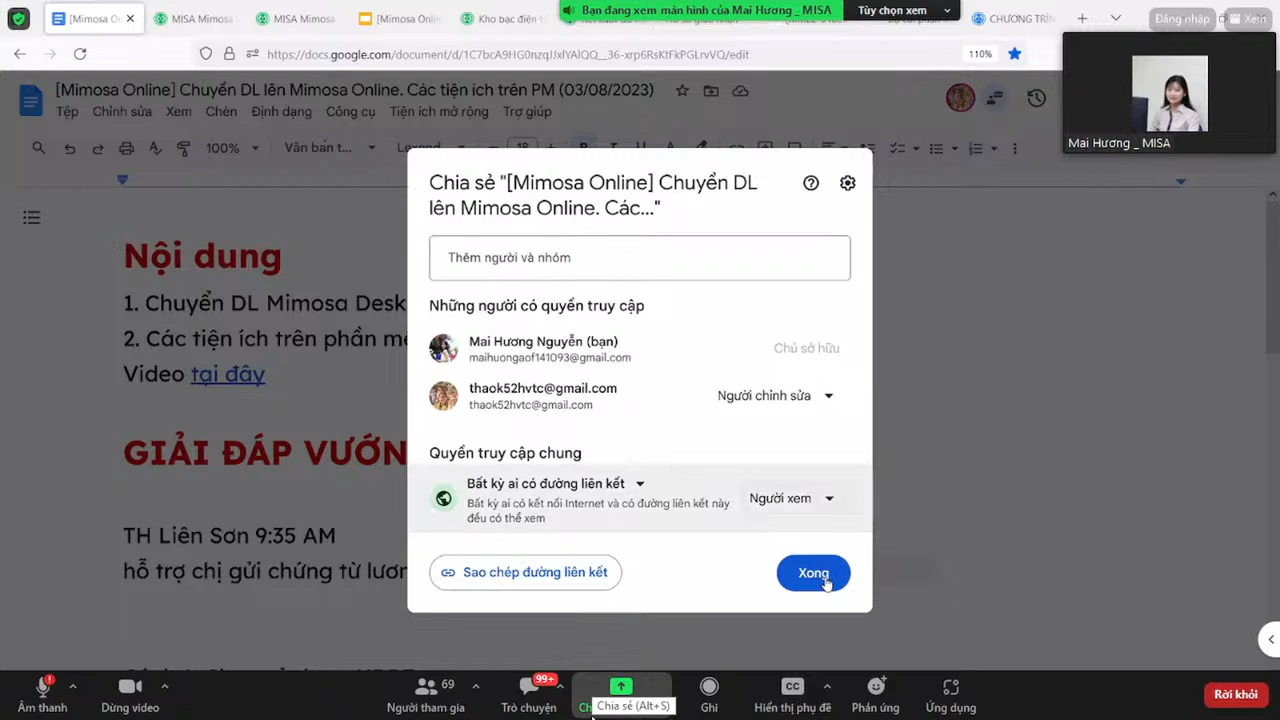 [Mimosa O
MISA Mimosa
MISA Mimosa
[Mimosa Onlin
Kho bạc điện t
Bạn đang xem màn hình của Mai Hương _ MISA
Tùy chọn xem
CHƯƠNG TRÌN
Đăng nhập
Xem
https://docs.google.com/document/d/1C7bcA9HG0nzqJJxlYAlQQ__36-xrp6RsKtFkPGLrvVQ/edit
110%
[Mimosa Online] Chuyển DL lên Mimosa Online. Các tiện ích trên PM (03/08/2023)
Tệp Chỉnh sửa Xem Chèn Định dạng Công cụ Tiện ích mở rộng Trợ giúp
Mai Hương _ MISA
100%
Văn bản t...
Chia sẻ "[Mimosa Online] Chuyển DL
lên Mimosa Online. Các..."
Thêm người và nhóm
Những người có quyền truy cập
Mai Hương Nguyễn (bạn)
maihuongaof141093@gmail.com
Chủ sở hữu
thaok52hvtc@gmail.com
thaok52hvtc@gmail.com
Người chỉnh sửa
Quyền truy cập chung
Bất kỳ ai có đường liên kết
Bất kỳ ai có kết nối Internet và có đường liên kết này
đều có thể xem
Người xem
Sao chép đường liên kết
Xong
Nội dung
1. Chuyển DL Mimosa Desk
2. Các tiện ích trên phần m
Video tại đây
GIẢI ĐÁP VƯỚN
TH Liên Sơn 9:35 AM
hỗ trợ chị gửi chứng từ lươn
Âm thanh
Dừng video
69
Người tham gia
99+
Trò chuyện
Ch
Chia sẻ (Alt+S)
Ghi
CC
Hiển thị phụ đề
Phản ứng
Ứng dụng
Rời khỏi